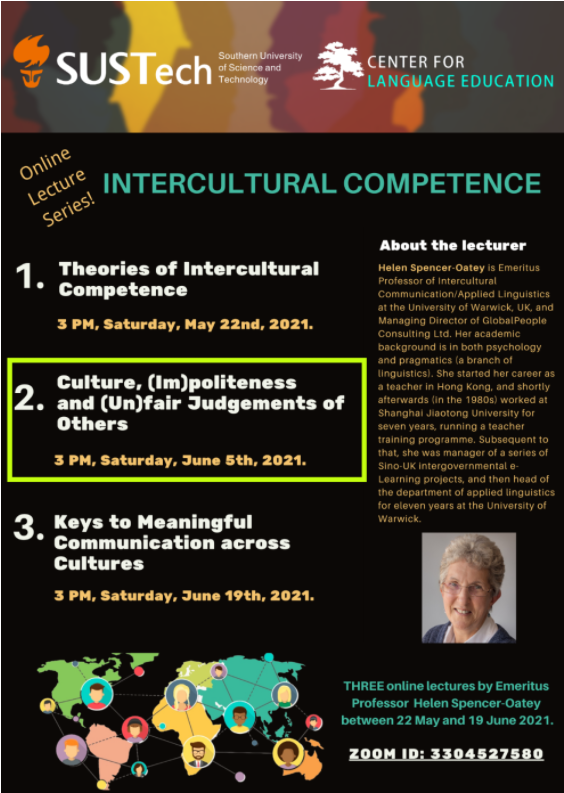 SUSTech
Southern University
of Science and
Technology
CENTER FOR
LANGUAGE EDUCATION
Online
Lecture
Series!
INTERCULTURAL COMPETENCE
1.
Theories of Intercultural
Competence
3 PM, Saturday, May 22nd, 2021.
2.
Culture, (Im)politeness
and (Un)fair Judgements of
Others
3 PM, Saturday, June 5th, 2021.
3.
Keys to Meaningful
Communication across
Cultures
3 PM, Saturday, June 19th, 2021.
About the lecturer
Helen Spencer-Oatey is Emeritus
Professor of Intercultural
Communication/Applied Linguistics
at the University of Warwick, UK, and
Managing Director of GlobalPeople
Consulting Ltd. Her academic
background is in both psychology
and pragmatics (a branch of
linguistics). She started her career as
a teacher in Hong Kong, and shortly
afterwards (in the 1980s) worked at
Shanghai Jiaotong University for
seven years, running a teacher
training programme. Subsequent to
that, she was manager of a series of
Sino-UK intergovernmental e-
Learning projects, and then head of
the department of applied linguistics
for eleven years at the University of
Warwick.
THREE online lectures by Emeritus
Professor Helen Spencer-Oatey
between 22 May and 19 June 2021.
ZOOM ID: 3304527580